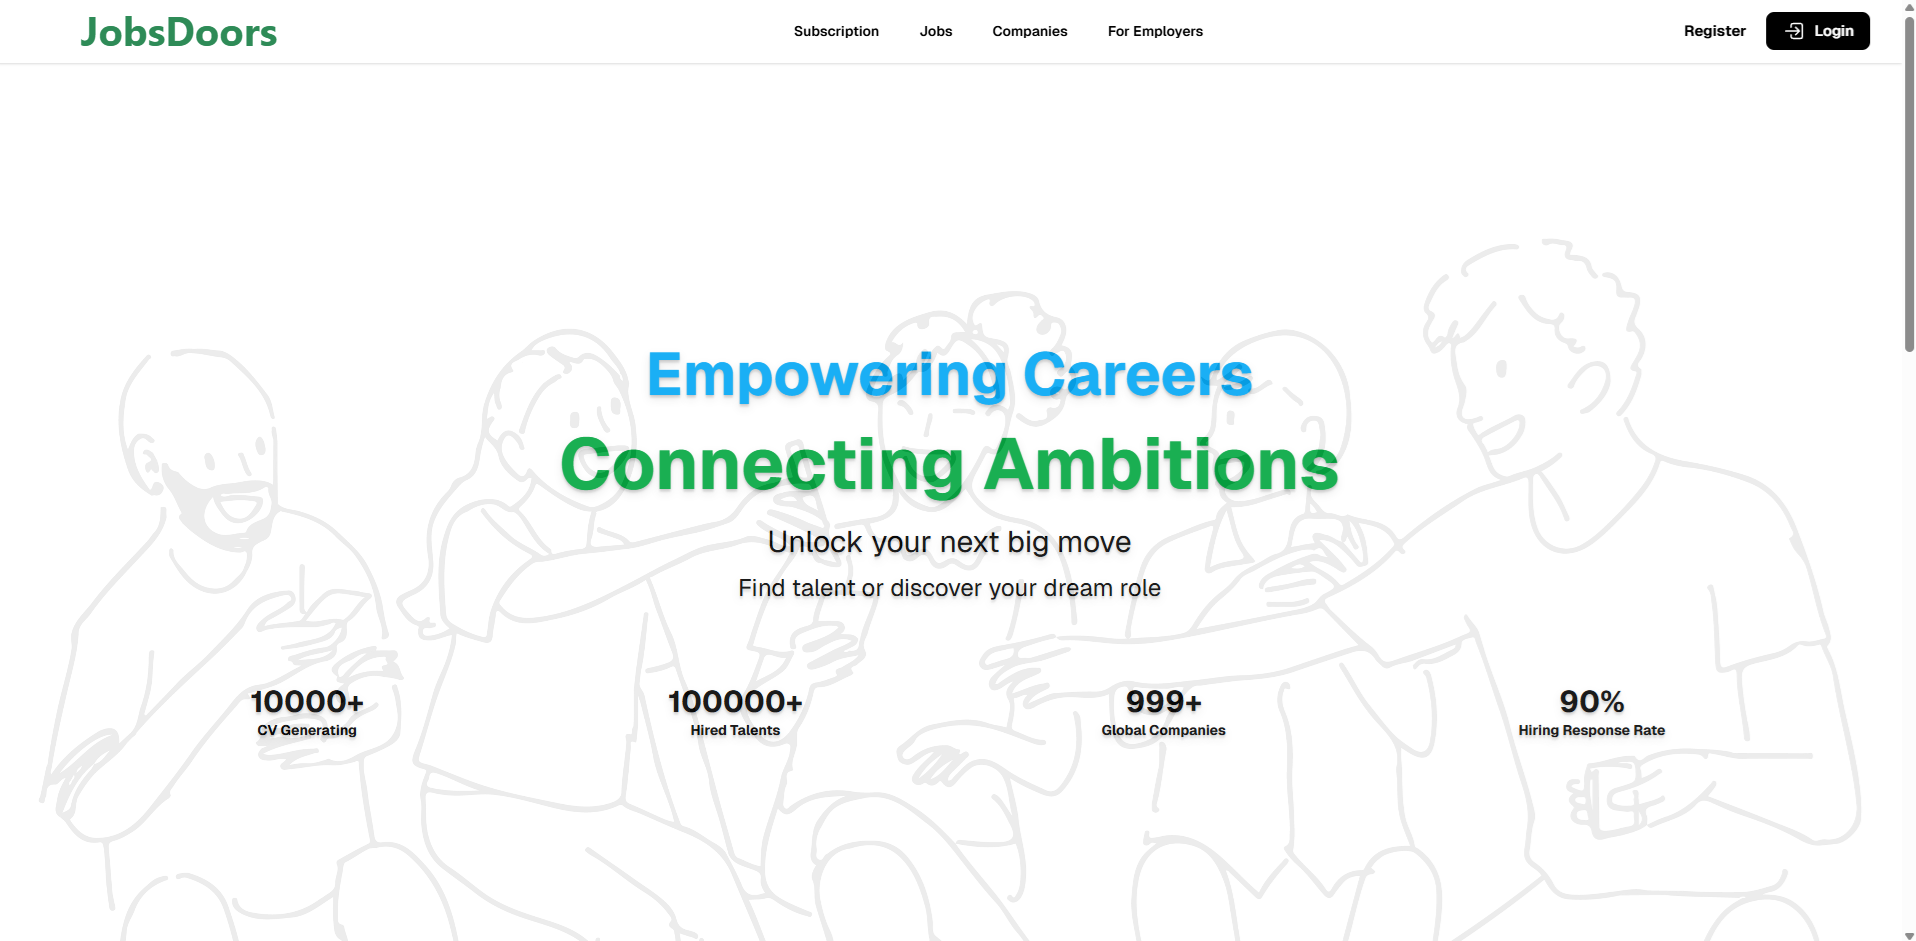 JobsDoors
Subscription Jobs Companies For Employers
Register Login
Empowering Careers
Connecting Ambitions
Unlock your next big move
Find talent or discover your dream role
10000+ 100000+ 999+ 90%
CV Generating Hired Talents Global Companies Hiring Response Rate